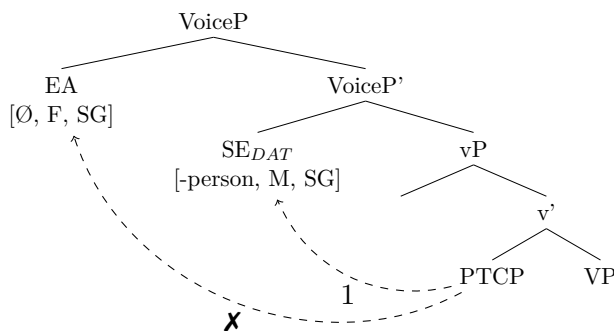 VoiceP
EA VoiceP'
[Ø, F, SG]
SE_DAT vP
[-person, M, SG]
v'
PTCP VP
1
✗